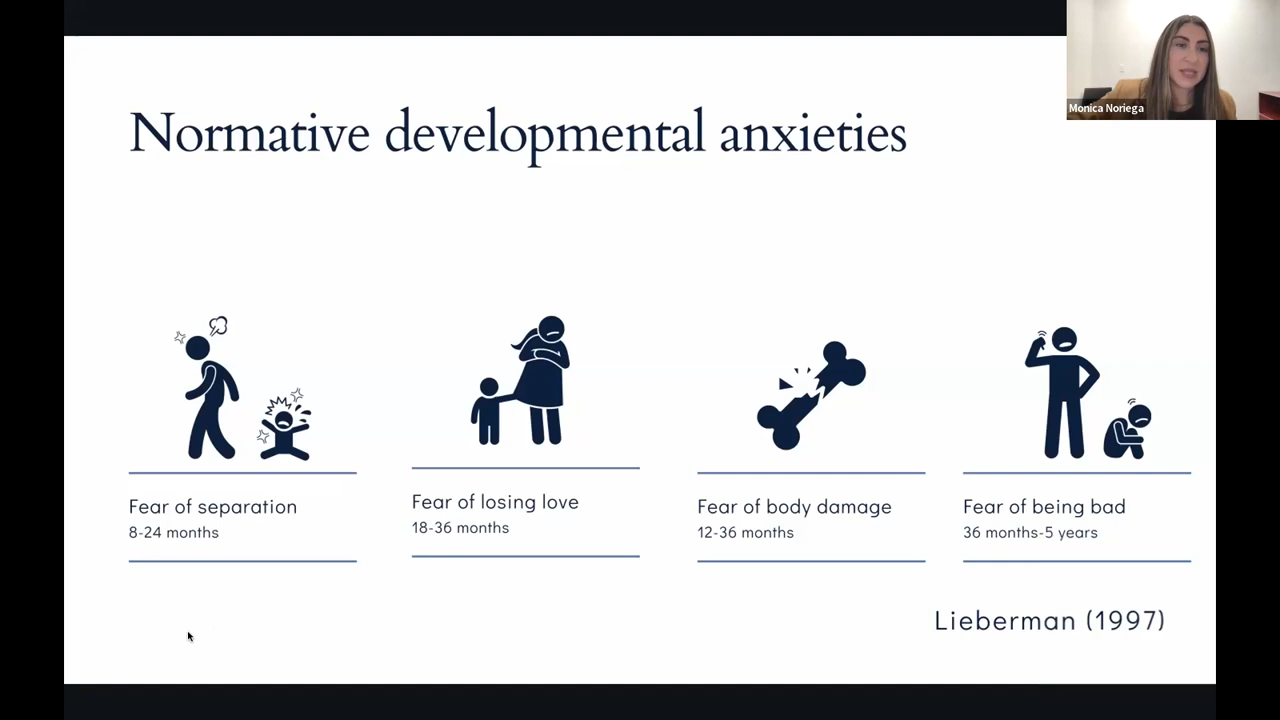 Monica Noriega
Normative developmental anxieties
Fear of separation
8-24 months
Fear of losing love
18-36 months
Fear of body damage
12-36 months
Fear of being bad
36 months-5 years
Lieberman (1997)